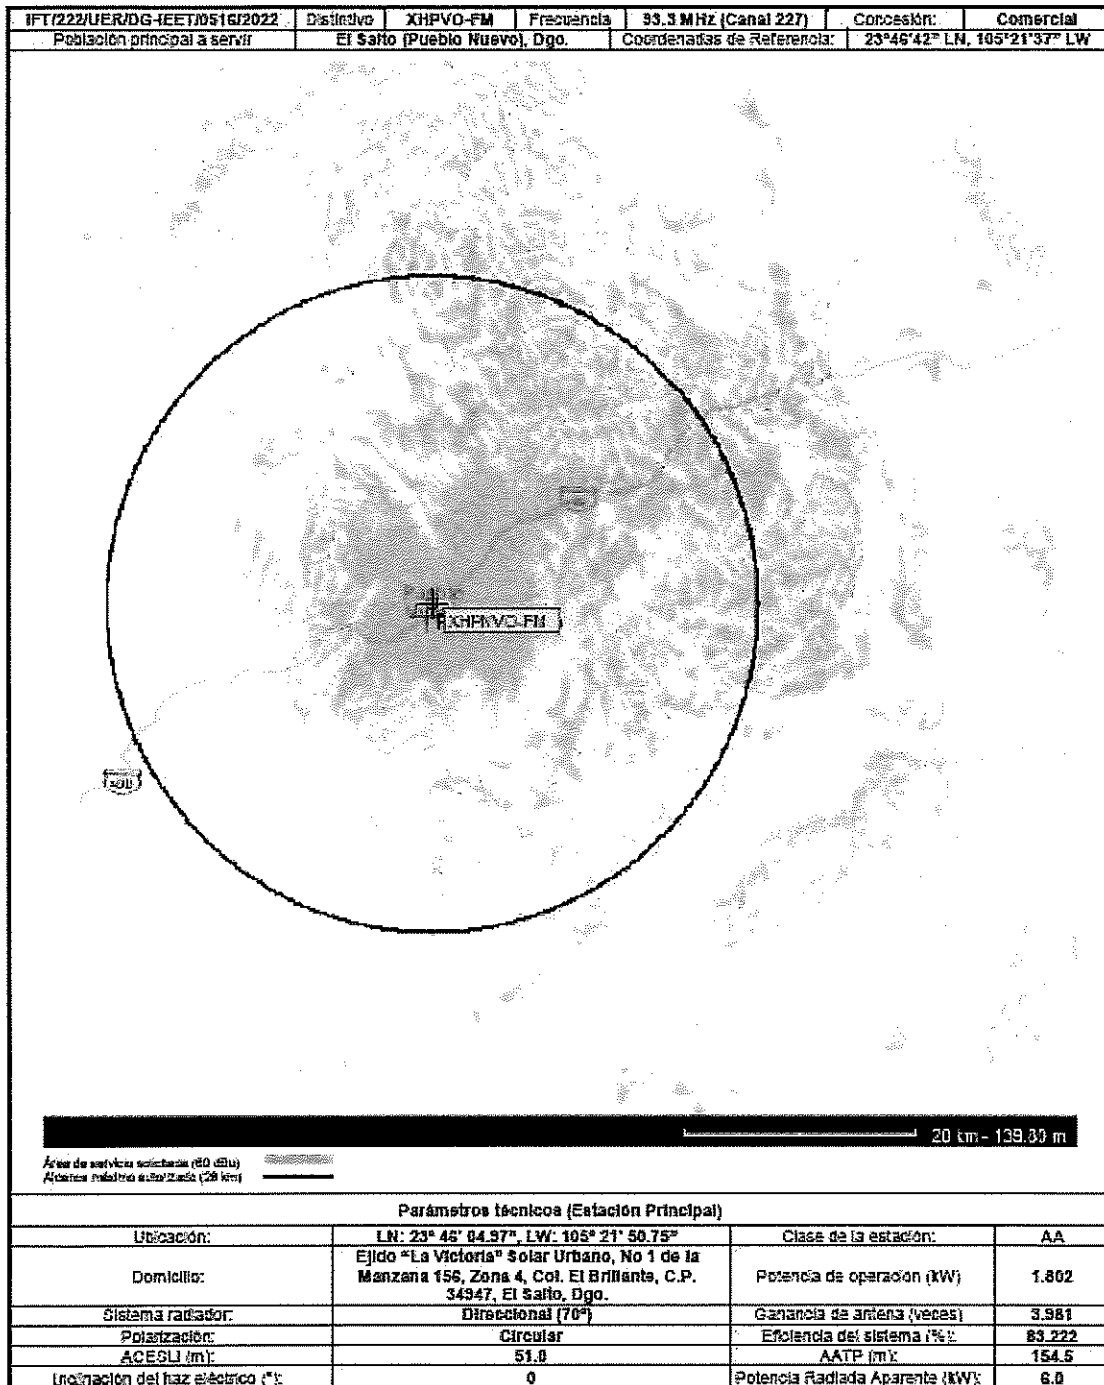 IFT/222/UER/DG-IEET/0516/2022 Distintivo XHPVO-FM Frecuencia 93.3 MHz (Canal 227) Concesión: Comercial
Población principal a servir El Salto (Pueblo Nuevo), Dgo. Coordenadas de Referencia: 23°46'42" LN, 105°21'37" LW
XHPNVO-FM
20 km - 139.80 m
Área de servicio solicitada (60 dBu)
Alcance máximo autorizado (28 km)
Parámetros técnicos (Estación Principal)
Ubicación: LN: 23° 46' 04.97", LW: 105° 21' 50.75" Clase de la estación: AA
Domicilio: Ejido "La Victoria" Solar Urbano, No 1 de la Manzana 156, Zona 4, Col. El Brillante, C.P. 34947, El Salto, Dgo. Potencia de operación (kW) 1.802
Sistema radiador: Direccional (70°) Ganancia de antena (veces) 3.981
Polarización: Circular Eficiencia del sistema (%): 83.222
ACESLI (m): 51.0 AATP (m): 154.5
Inclinación del haz eléctrico (°): 0 Potencia Radiada Aparente (kW): 6.0